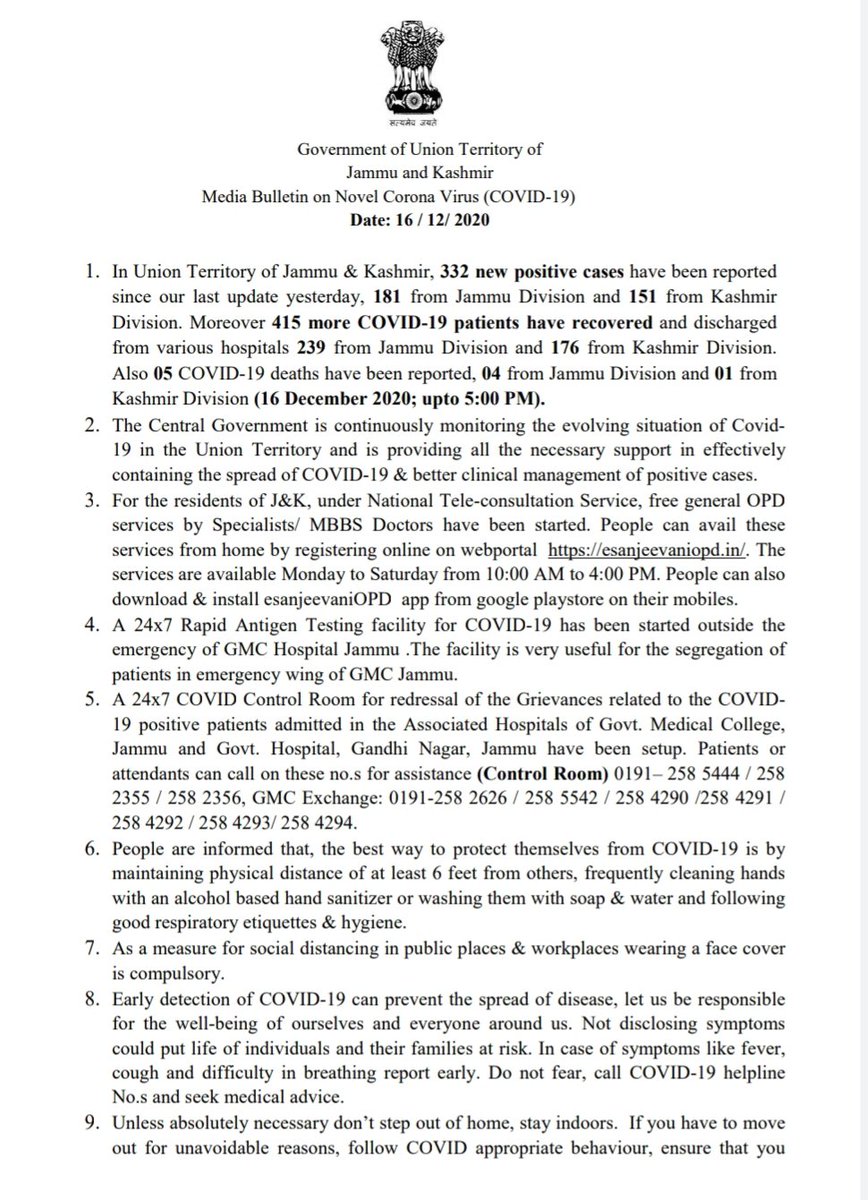 सत्यमेव जयते
Government of Union Territory of
Jammu and Kashmir
Media Bulletin on Novel Corona Virus (COVID-19)
Date: 16 / 12/ 2020
1. In Union Territory of Jammu & Kashmir, 332 new positive cases have been reported
since our last update yesterday, 181 from Jammu Division and 151 from Kashmir
Division. Moreover 415 more COVID-19 patients have recovered and discharged
from various hospitals 239 from Jammu Division and 176 from Kashmir Division.
Also 05 COVID-19 deaths have been reported, 04 from Jammu Division and 01 from
Kashmir Division (16 December 2020; upto 5:00 PM).
2. The Central Government is continuously monitoring the evolving situation of Covid-
19 in the Union Territory and is providing all the necessary support in effectively
containing the spread of COVID-19 & better clinical management of positive cases.
3. For the residents of J&K, under National Tele-consultation Service, free general OPD
services by Specialists/ MBBS Doctors have been started. People can avail these
services from home by registering online on webportal https://esanjeevaniopd.in/. The
services are available Monday to Saturday from 10:00 AM to 4:00 PM. People can also
download & install esanjeevaniOPD app from google playstore on their mobiles.
4. A 24x7 Rapid Antigen Testing facility for COVID-19 has been started outside the
emergency of GMC Hospital Jammu .The facility is very useful for the segregation of
patients in emergency wing of GMC Jammu.
5. A 24x7 COVID Control Room for redressal of the Grievances related to the COVID-
19 positive patients admitted in the Associated Hospitals of Govt. Medical College,
Jammu and Govt. Hospital, Gandhi Nagar, Jammu have been setup. Patients or
attendants can call on these no.s for assistance (Control Room) 0191– 258 5444 / 258
2355 / 258 2356, GMC Exchange: 0191-258 2626 / 258 5542 / 258 4290 /258 4291 /
258 4292 / 258 4293/ 258 4294.
6. People are informed that, the best way to protect themselves from COVID-19 is by
maintaining physical distance of at least 6 feet from others, frequently cleaning hands
with an alcohol based hand sanitizer or washing them with soap & water and following
good respiratory etiquettes & hygiene.
7. As a measure for social distancing in public places & workplaces wearing a face cover
is compulsory.
8. Early detection of COVID-19 can prevent the spread of disease, let us be responsible
for the well-being of ourselves and everyone around us. Not disclosing symptoms
could put life of individuals and their families at risk. In case of symptoms like fever,
cough and difficulty in breathing report early. Do not fear, call COVID-19 helpline
No.s and seek medical advice.
9. Unless absolutely necessary don’t step out of home, stay indoors. If you have to move
out for unavoidable reasons, follow COVID appropriate behaviour, ensure that you